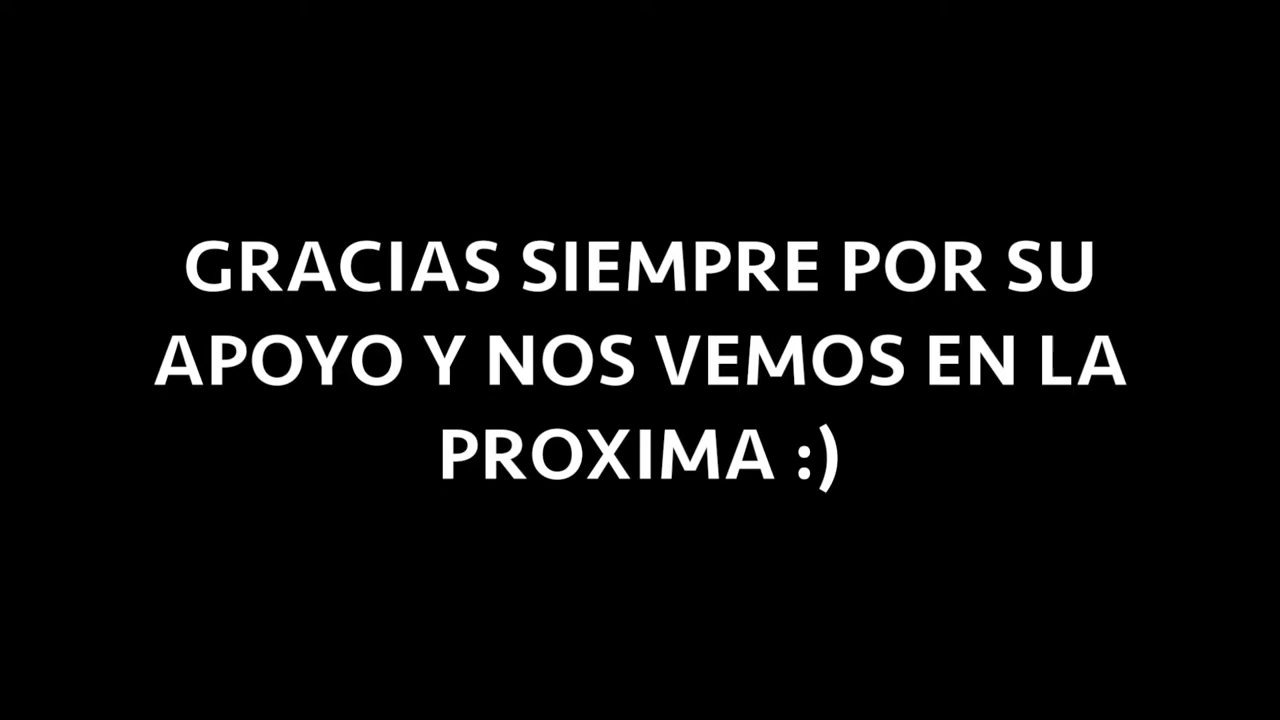 GRACIAS SIEMPRE POR SU
APOYO Y NOS VEMOS EN LA
PROXIMA :)